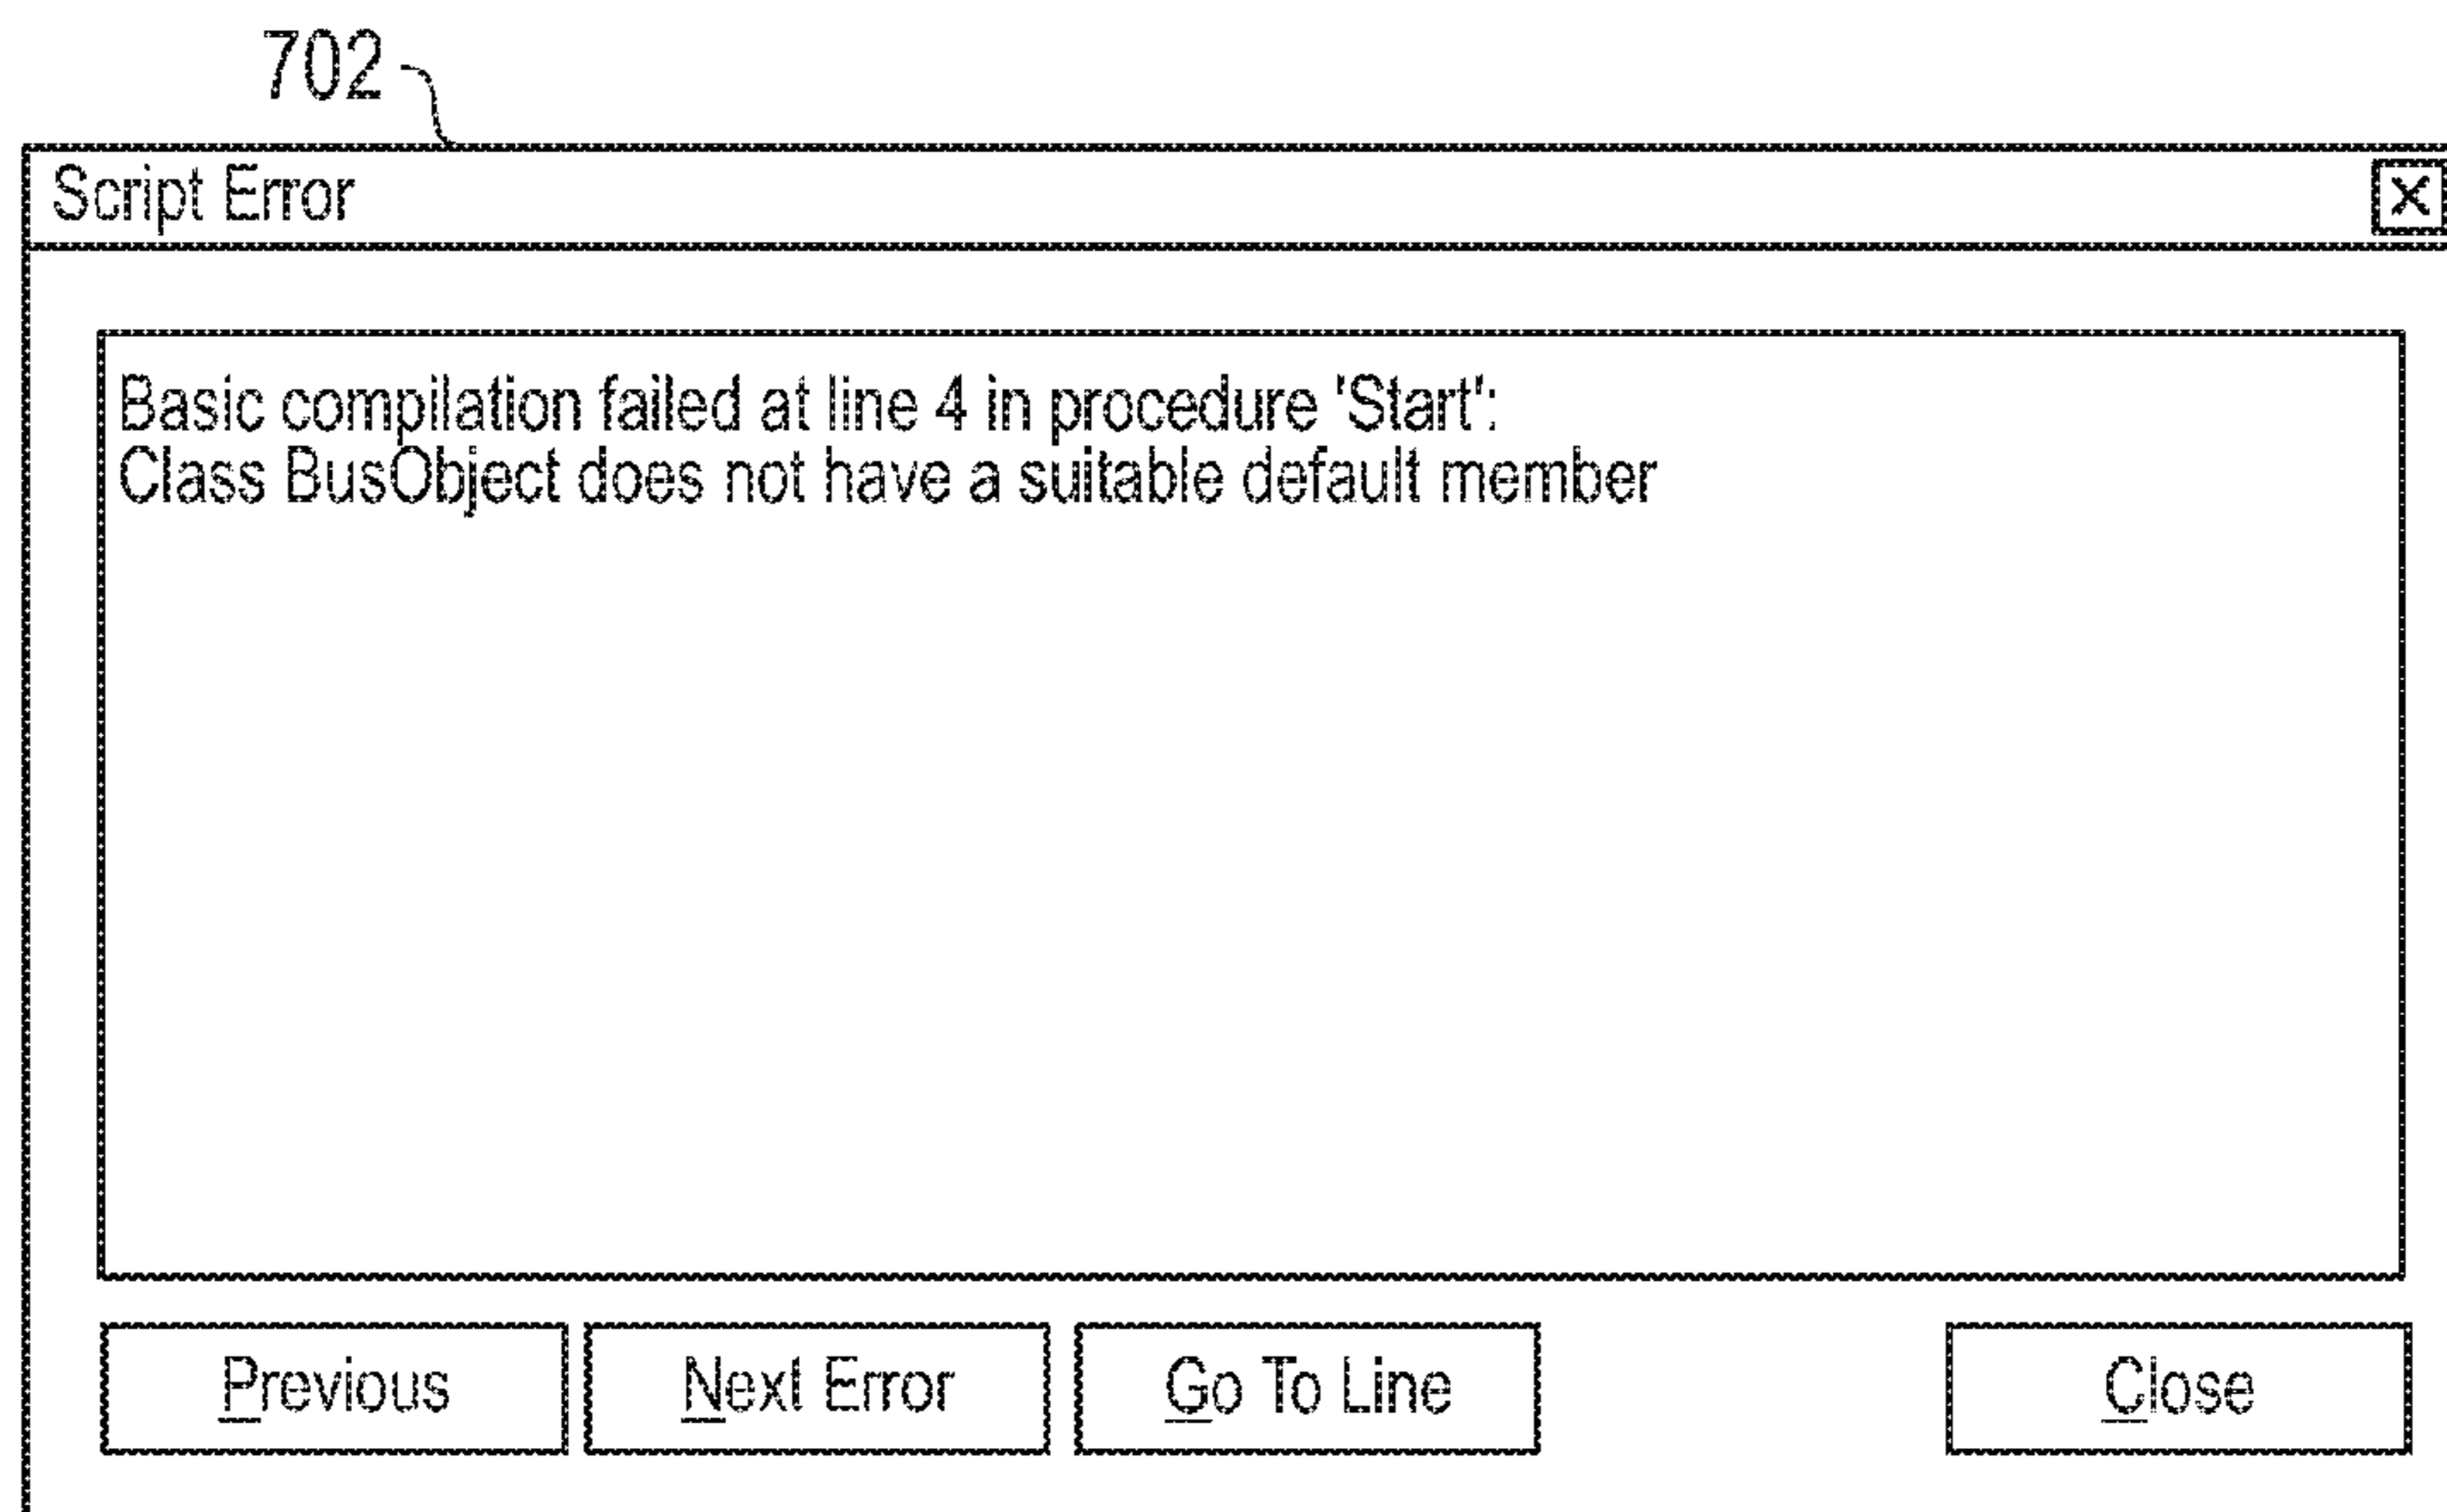 702
Script Error
X
Basic compilation failed at line 4 in procedure 'Start':
Class BusObject does not have a suitable default member
Previous
Next Error
Go To Line
Close